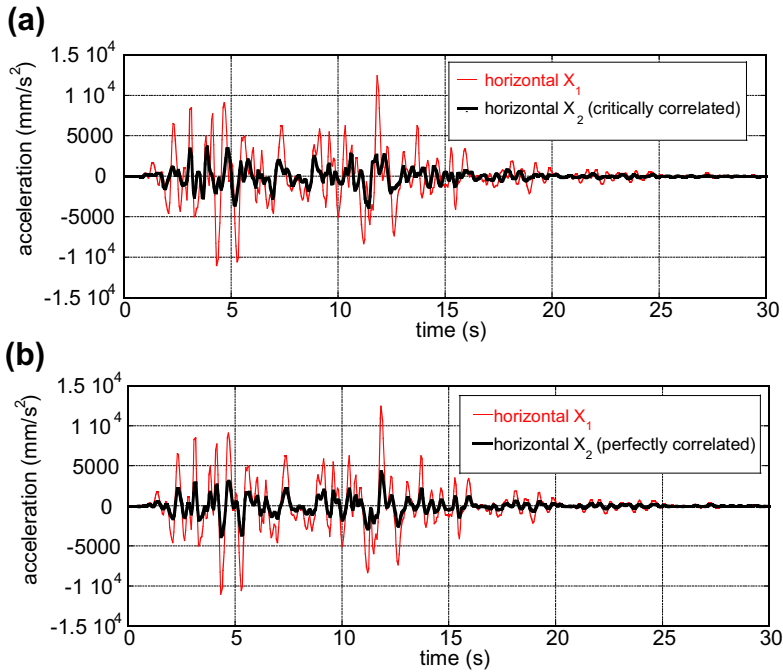 (a)
1.5 10^4
1 10^4
5000
0
-5000
-1 10^4
-1.5 10^4
acceleration (mm/s^2)
horizontal X_1
horizontal X_2 (critically correlated)
0 5 10 15 20 25 30
time (s)
(b)
1.5 10^4
1 10^4
5000
0
-5000
-1 10^4
-1.5 10^4
acceleration (mm/s^2)
horizontal X_1
horizontal X_2 (perfectly correlated)
0 5 10 15 20 25 30
time (s)